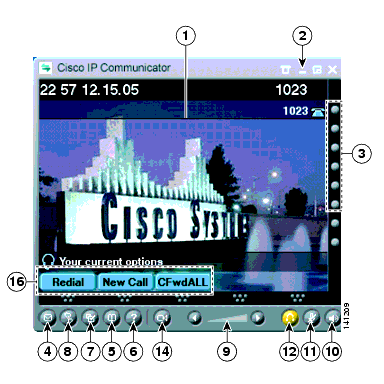 1
2
Cisco IP Communicator
22 57 12.15.05
1023
1023
3
CISCO SYSTEMS
Your current options
16
Redial
New Call
CFwdALL
4
8
7
5
6
14
9
12
11
10
141209